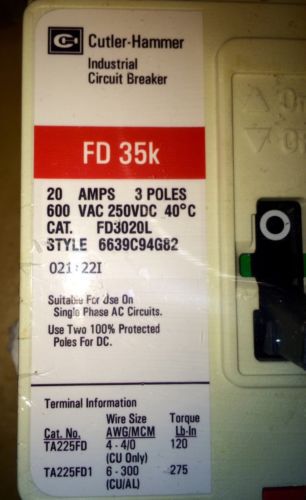 Cutler-Hammer
Industrial
Circuit Breaker
FD 35k
20 AMPS 3 POLES
600 VAC 250VDC 40°C
CAT. FD3020L
STYLE 6639C94G82
021:22I
Suitable For Use On
Single Phase AC Circuits.
Use Two 100% Protected
Poles For DC.
Terminal Information
Wire Size Torque
Cat. No. AWG/MCM Lb-In
TA225FD 4 - 4/0 120
(CU Only)
TA225FD1 6 - 300 275
(CU/AL)
O